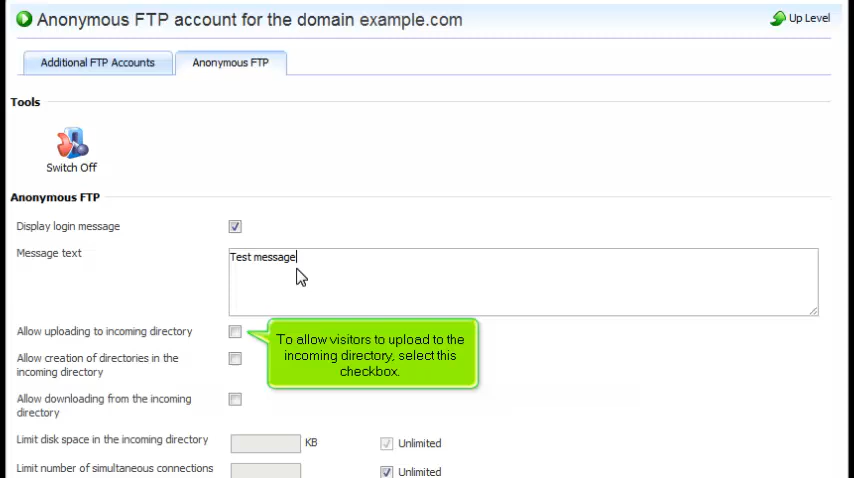 Anonymous FTP account for the domain example.com
Up Level
Additional FTP Accounts
Anonymous FTP
Tools
Switch Off
Anonymous FTP
Display login message
Message text
Test message
Allow uploading to incoming directory
To allow visitors to upload to the
incoming directory, select this
checkbox.
Allow creation of directories in the
incoming directory
Allow downloading from the incoming
directory
Limit disk space in the incoming directory
KB
Unlimited
Limit number of simultaneous connections
Unlimited